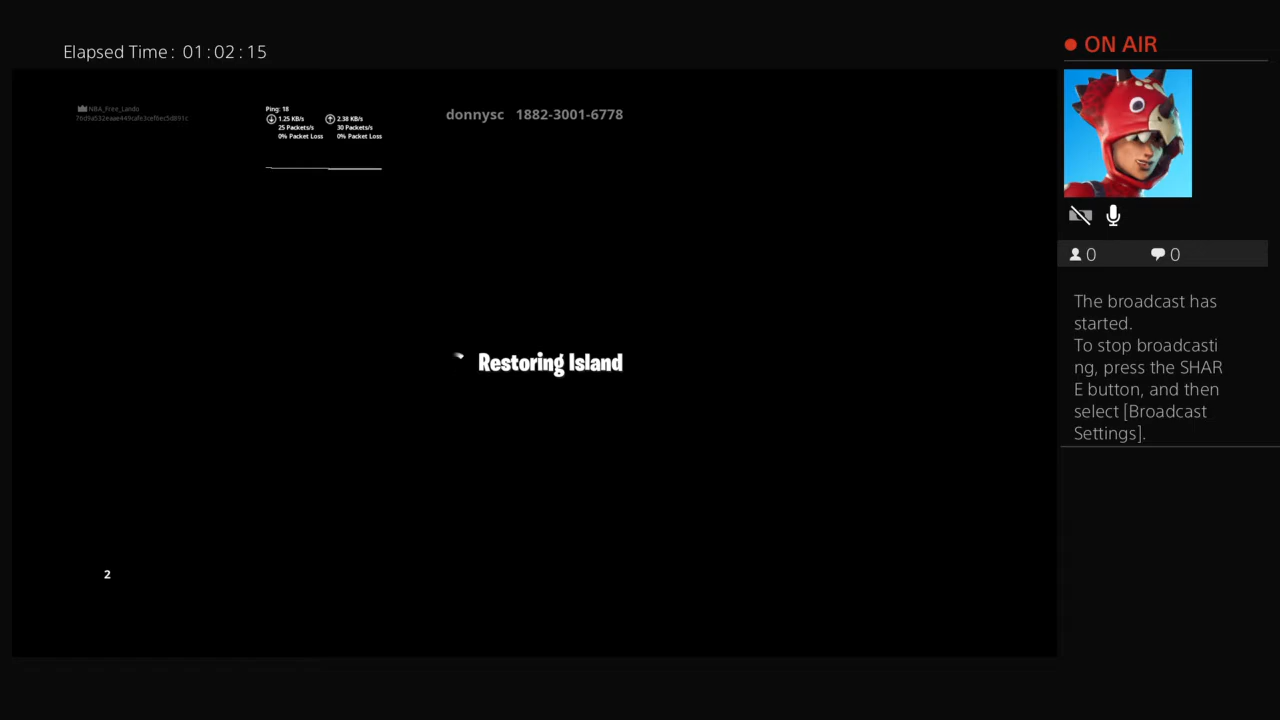 Elapsed Time: 01:02:15
ON AIR
NBA_Free_Lando
Ping: 18
1.25 KB/s 2.38 KB/s
25 Packets/s 30 Packets/s
0% Packet Loss 0% Packet Loss
donnysc 1882-3001-6778
0 0
The broadcast has
started.
To stop broadcasti
ng, press the SHAR
E button, and then
select [Broadcast
Settings].
Restoring Island
2